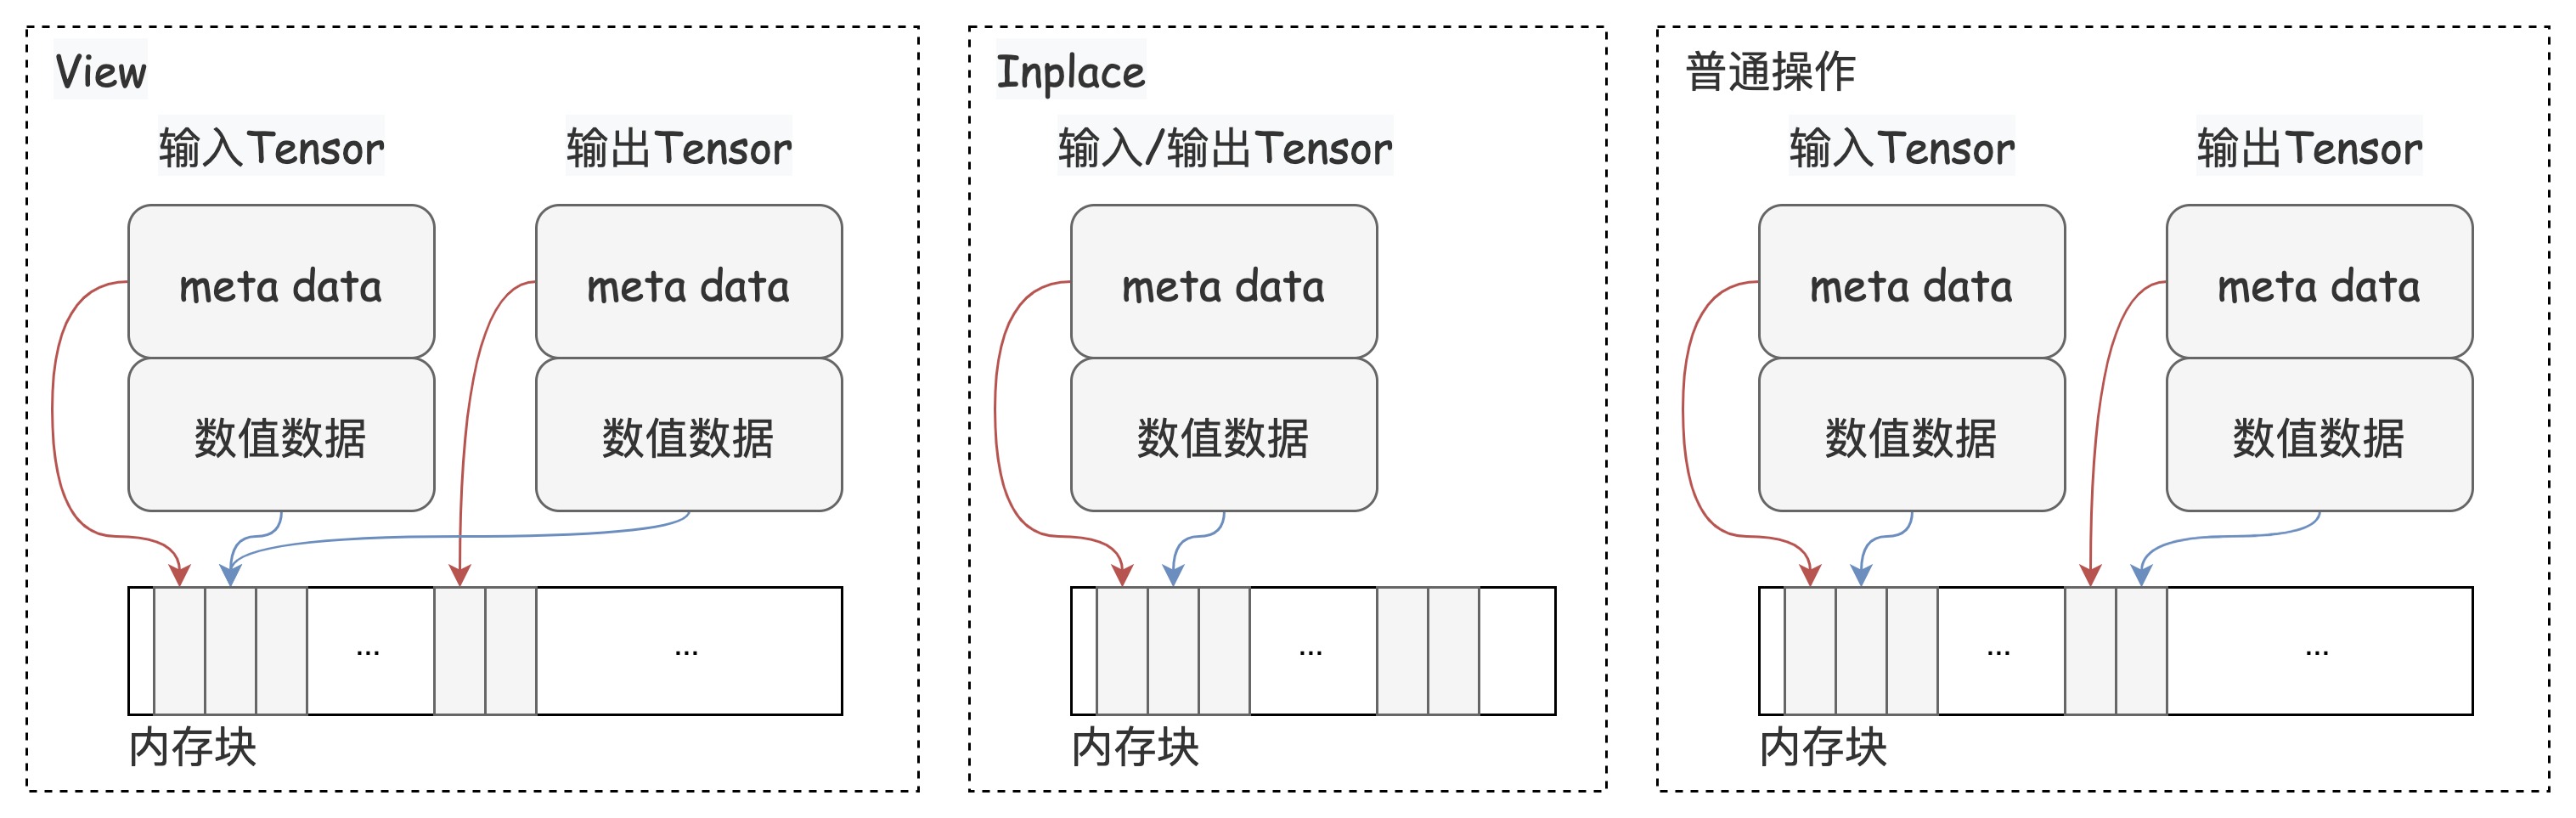 View
输入Tensor
输出Tensor
meta data
meta data
数值数据
数值数据
...
...
内存块
Inplace
输入/输出Tensor
meta data
数值数据
...
内存块
普通操作
输入Tensor
输出Tensor
meta data
meta data
数值数据
数值数据
...
...
内存块